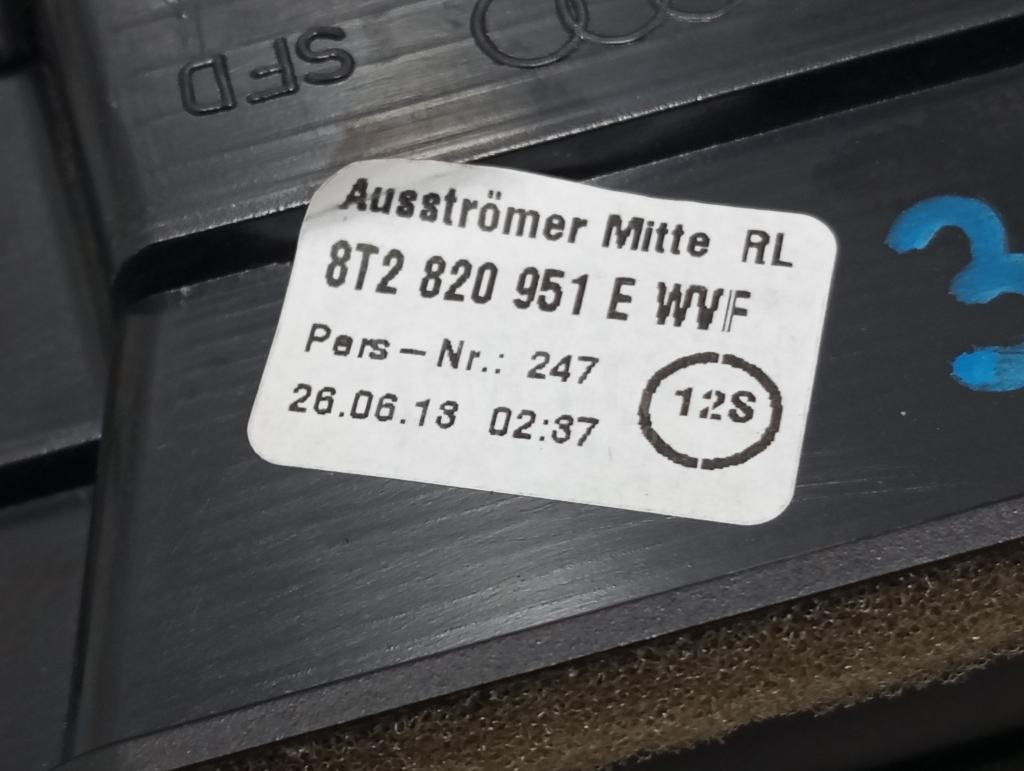 SFD
Ausströmer Mitte RL
8T2 820 951 E WVF
Pers-Nr.: 247
26.06.13 02:37
12S
3